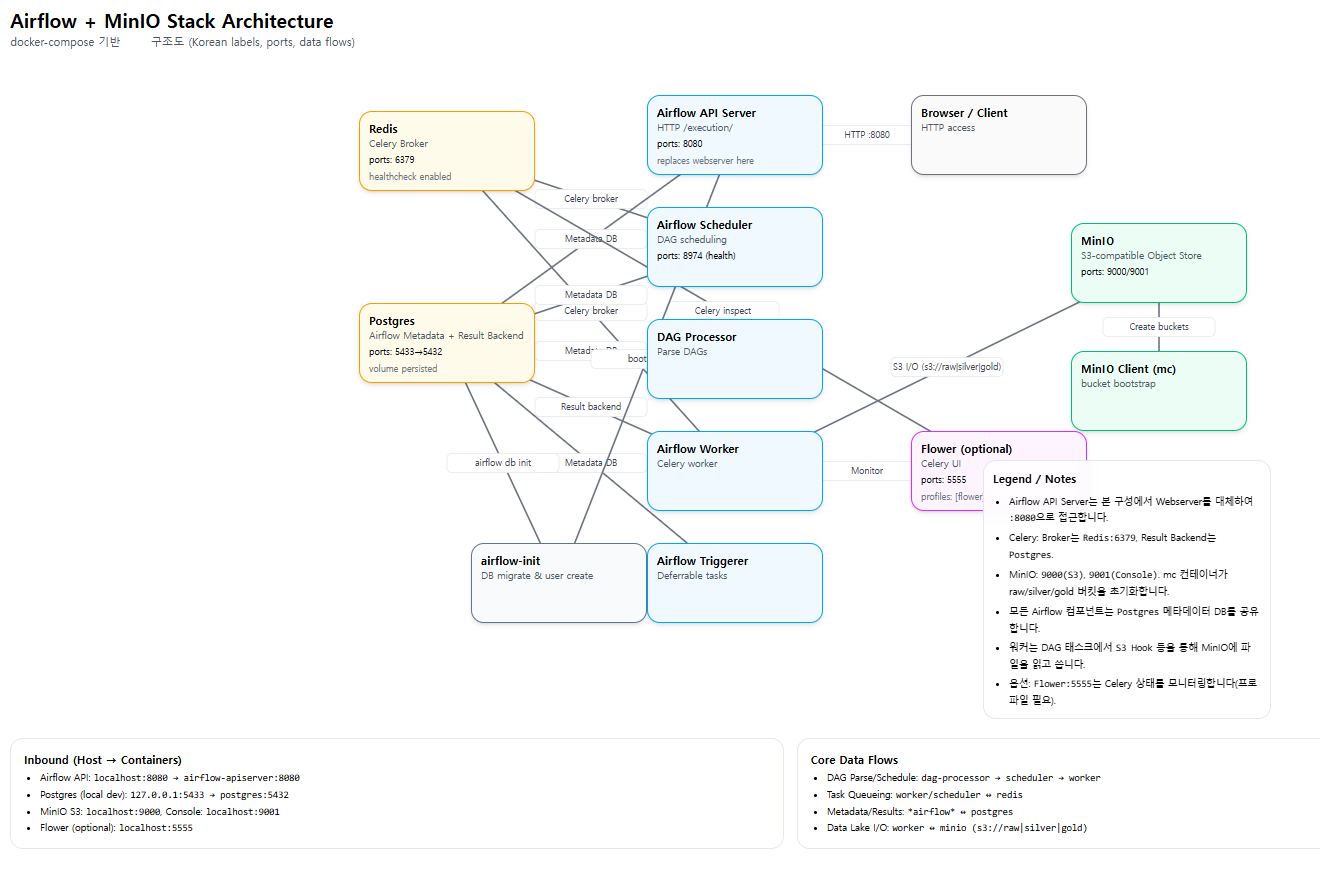 Airflow + MinIO Stack Architecture
docker-compose 기반 구조도 (Korean labels, ports, data flows)
Redis
Celery Broker
ports: 6379
healthcheck enabled
Airflow API Server
HTTP /execution/
ports: 8080
replaces webserver here
HTTP :8080
Browser / Client
HTTP access
Celery broker
Metadata DB
Airflow Scheduler
DAG scheduling
ports: 8974 (health)
MinIO
S3-compatible Object Store
ports: 9000/9001
Metadata DB
Celery broker
Celery inspect
Create buckets
Postgres
Airflow Metadata + Result Backend
ports: 5433→5432
volume persisted
Metad
boot
DAG Processor
Parse DAGs
S3 I/O (s3://raw|silver|gold)
MinIO Client (mc)
bucket bootstrap
Result backend
airflow db init
Metadata DB
Airflow Worker
Celery worker
Monitor
Flower (optional)
Celery UI
ports: 5555
profiles: [flower
airflow-init
DB migrate & user create
Airflow Triggerer
Deferrable tasks
Legend / Notes
• Airflow API Server는 본 구성에서 Webserver를 대체하여
:8080으로 접근합니다.
• Celery: Broker는 Redis:6379, Result Backend는
Postgres.
• MinIO: 9000(S3), 9001(Console). mc 컨테이너가
raw/silver/gold 버킷을 초기화합니다.
• 모든 Airflow 컴포넌트는 Postgres 메타데이터 DB를 공유
합니다.
• 워커는 DAG 태스크에서 S3 Hook 등을 통해 MinIO에 파
일을 읽고 씁니다.
• 옵션: Flower:5555는 Celery 상태를 모니터링합니다(프로
파일 필요).
Inbound (Host → Containers)
• Airflow API: localhost:8080 → airflow-apiserver:8080
• Postgres (local dev): 127.0.0.1:5433 → postgres:5432
• MinIO S3: localhost:9000, Console: localhost:9001
• Flower (optional): localhost:5555
Core Data Flows
• DAG Parse/Schedule: dag-processor → scheduler → worker
• Task Queueing: worker/scheduler ↔ redis
• Metadata/Results: *airflow* ↔ postgres
• Data Lake I/O: worker ↔ minio (s3://raw|silver|gold)